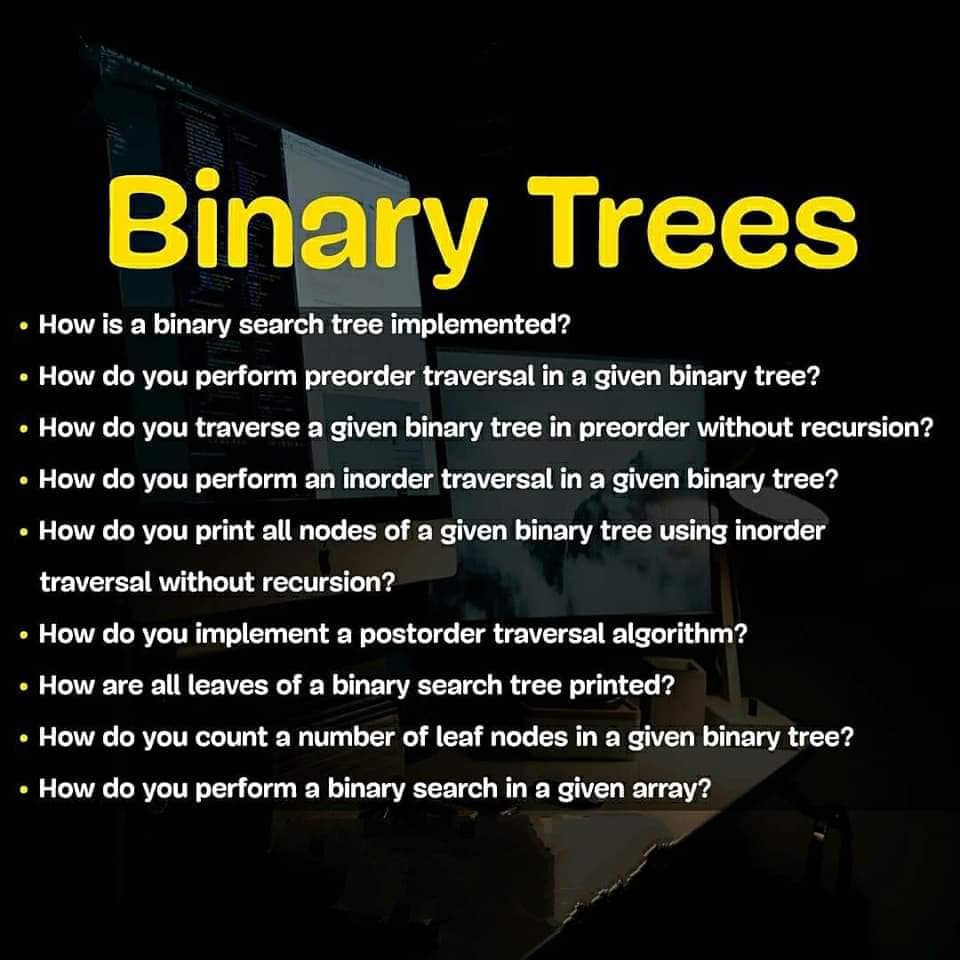 Binary Trees
• How is a binary search tree implemented?
• How do you perform preorder traversal in a given binary tree?
• How do you traverse a given binary tree in preorder without recursion?
• How do you perform an inorder traversal in a given binary tree?
• How do you print all nodes of a given binary tree using inorder
traversal without recursion?
• How do you implement a postorder traversal algorithm?
• How are all leaves of a binary search tree printed?
• How do you count a number of leaf nodes in a given binary tree?
• How do you perform a binary search in a given array?